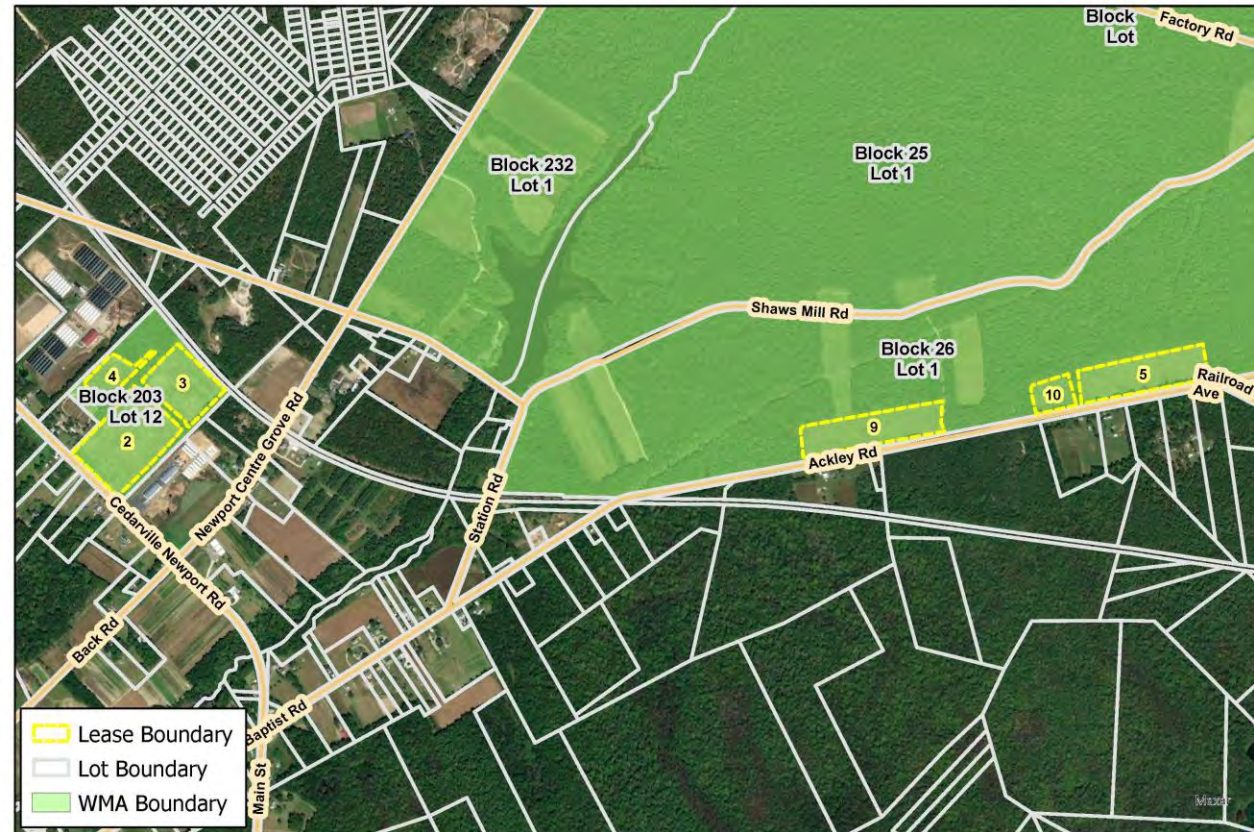 Block
Lot
Factory Rd
Block 232
Lot 1
Block 25
Lot 1
Shaws Mill Rd
Block 26
Lot 1
4
3
Block 203
Lot 12
2
5
10
Railroad
Ave
9
Ackley Rd
Newport Centre Grove Rd
Station Rd
Cedarville Newport Rd
Back Rd
Baptist Rd
Main St
Lease Boundary
Lot Boundary
WMA Boundary
Maxar